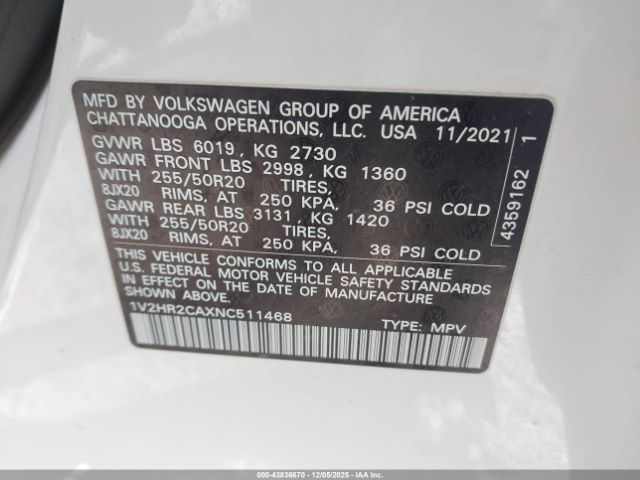 MFD BY VOLKSWAGEN GROUP OF AMERICA
CHATTANOOGA OPERATIONS, LLC. USA 11/2021
GVWR LBS 6019, KG 2730
GAWR FRONT LBS 2998, KG 1360
WITH 255/50R20 TIRES,
8JX20 RIMS, AT 250 KPA, 36 PSI COLD
GAWR REAR LBS 3131, KG 1420
WITH 255/50R20 TIRES,
8JX20 RIMS, AT 250 KPA, 36 PSI COLD
THIS VEHICLE CONFORMS TO ALL APPLICABLE
U.S. FEDERAL MOTOR VEHICLE SAFETY STANDARDS
IN EFFECT ON THE DATE OF MANUFACTURE
SHOWN ABOVE.
1V2HR2CAXNC511468 TYPE: MPV
4359162 1
000-43836670 - 12/05/2025 - IAAI.COM